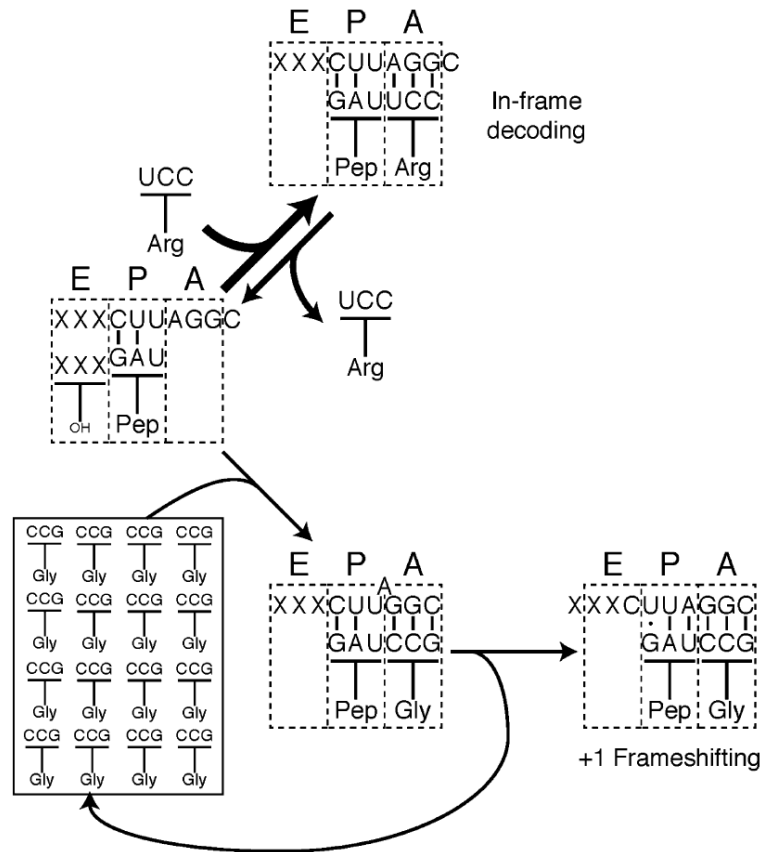 E P A
XXXCUUAGGC
GAUUCC
Pep Arg
In-frame
decoding
UCC
Arg
E P A
XXXCUUAGGC
XXXGAU
OH Pep
UCC
Arg
CCG CCG CCG CCG
Gly Gly Gly Gly
CCG CCG CCG CCG
Gly Gly Gly Gly
CCG CCG CCG CCG
Gly Gly Gly Gly
CCG CCG CCG CCG
Gly Gly Gly Gly
E P A
A
XXXCUUGGC
GAUCCG
Pep Gly
E P A
XXXCUUAGGC
GAUCCG
Pep Gly
+1 Frameshifting